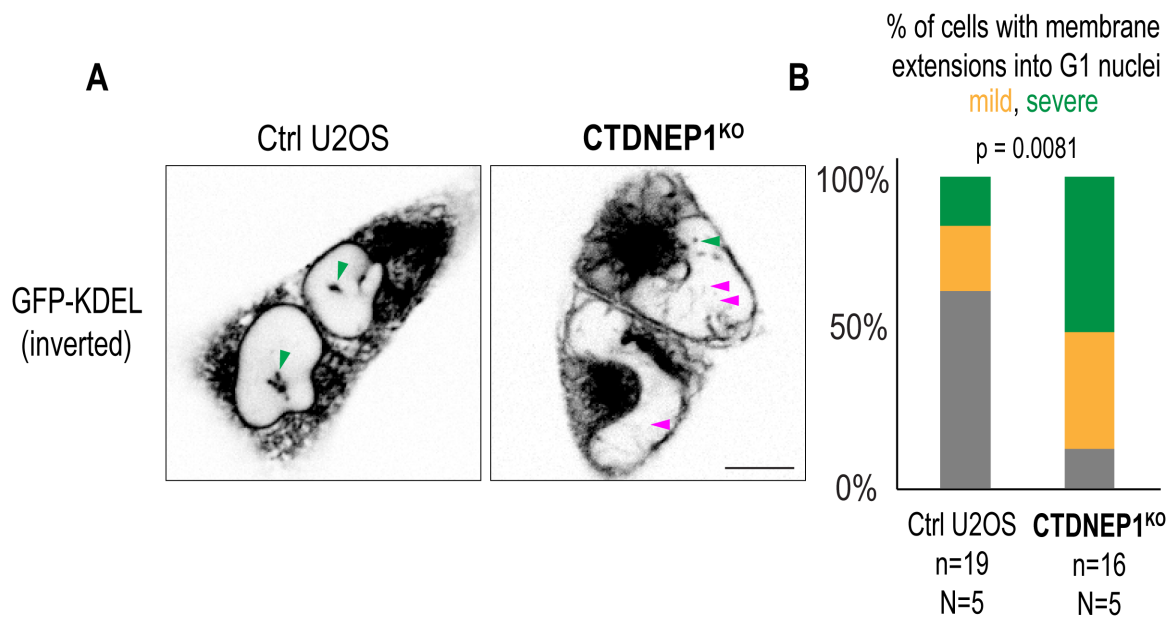 A
Ctrl U2OS
CTDNEP1KO
GFP-KDEL
(inverted)
B
% of cells with membrane
extensions into G1 nuclei
mild, severe
p = 0.0081
100%
50%
0%
Ctrl U2OS
CTDNEP1KO
n=19
n=16
N=5
N=5